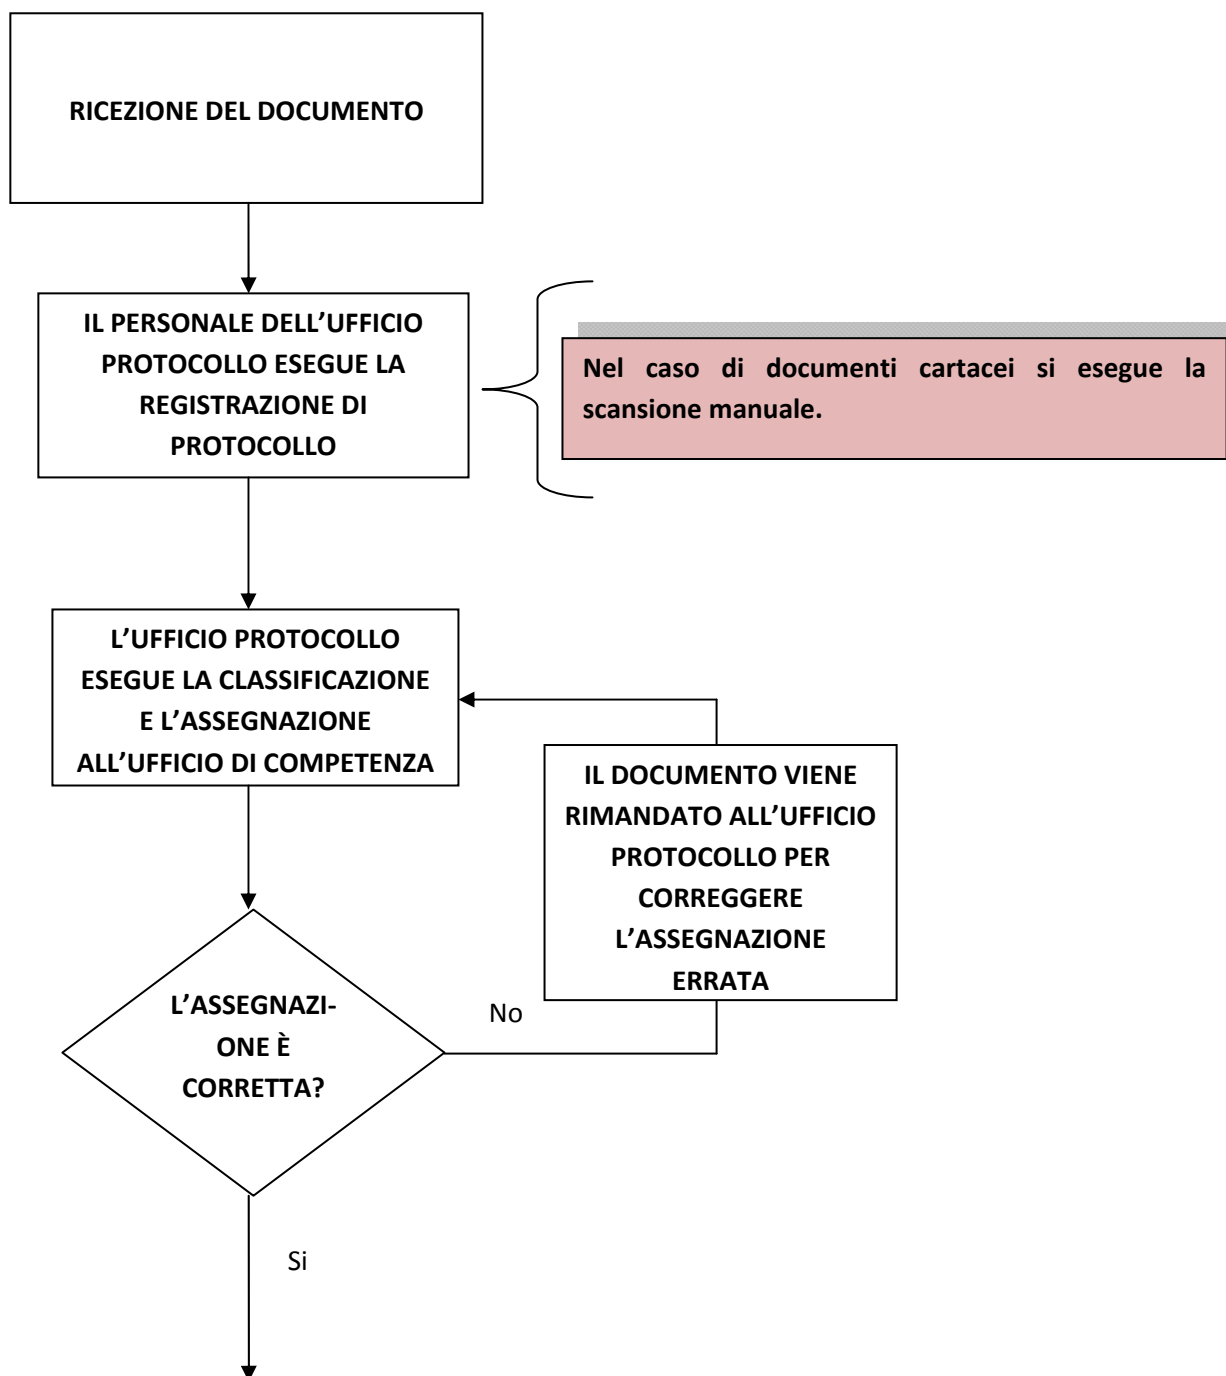 RICEZIONE DEL DOCUMENTO
IL PERSONALE DELL’UFFICIO
PROTOCOLLO ESEGUE LA
REGISTRAZIONE DI
PROTOCOLLO
Nel caso di documenti cartacei si esegue la
scansione manuale.
L’UFFICIO PROTOCOLLO
ESEGUE LA CLASSIFICAZIONE
E L’ASSEGNAZIONE
ALL’UFFICIO DI COMPETENZA
IL DOCUMENTO VIENE
RIMANDATO ALL’UFFICIO
PROTOCOLLO PER
CORREGGERE
L’ASSEGNAZIONE
ERRATA
L’ASSEGNAZI-
ONE È
CORRETTA?
No
Si